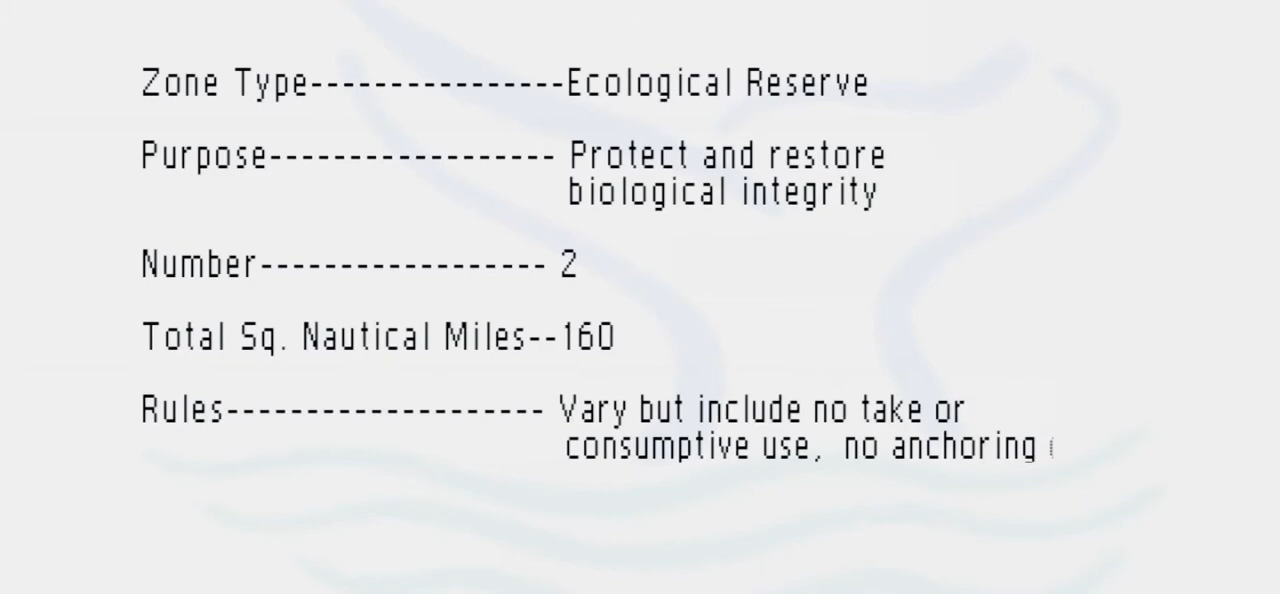 Zone Type----------------Ecological Reserve
Purpose------------------ Protect and restore
biological integrity
Number------------------ 2
Total Sq. Nautical Miles--160
Rules-------------------- Vary but include no take or
consumptive use, no anchoring